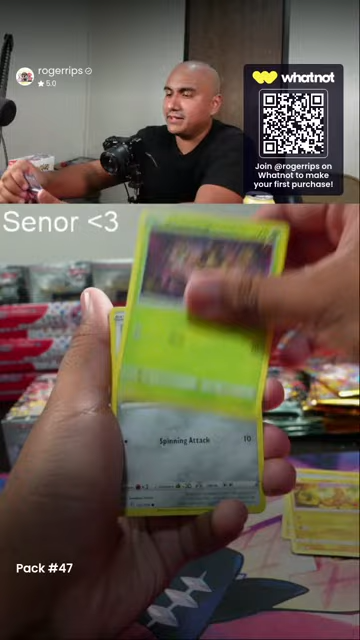 rogerrips
★ 5.0
whatnot
Join @rogerrips on
Whatnot to make
your first purchase!
Senor <3
Spinning Attack 10
Pack #47